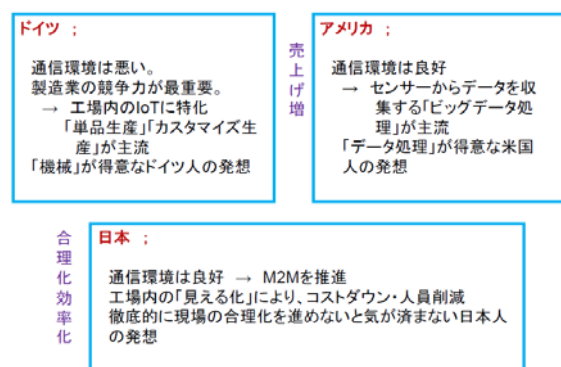 ドイツ ；
通信環境は悪い。
製造業の競争力が最重要。
→ 工場内のIoTに特化
「単品生産」「カスタマイズ生
産」が主流
「機械」が得意なドイツ人の発想
売上げ増
アメリカ ；
通信環境は良好
→ センサーからデータを収
集する「ビッグデータ処
理」が主流
「データ処理」が得意な米国
人の発想
合理化効率化
日本 ；
通信環境は良好 → M2Mを推進
工場内の「見える化」により、コストダウン・人員削減
徹底的に現場の合理化を進めないと気が済まない日本人
の発想